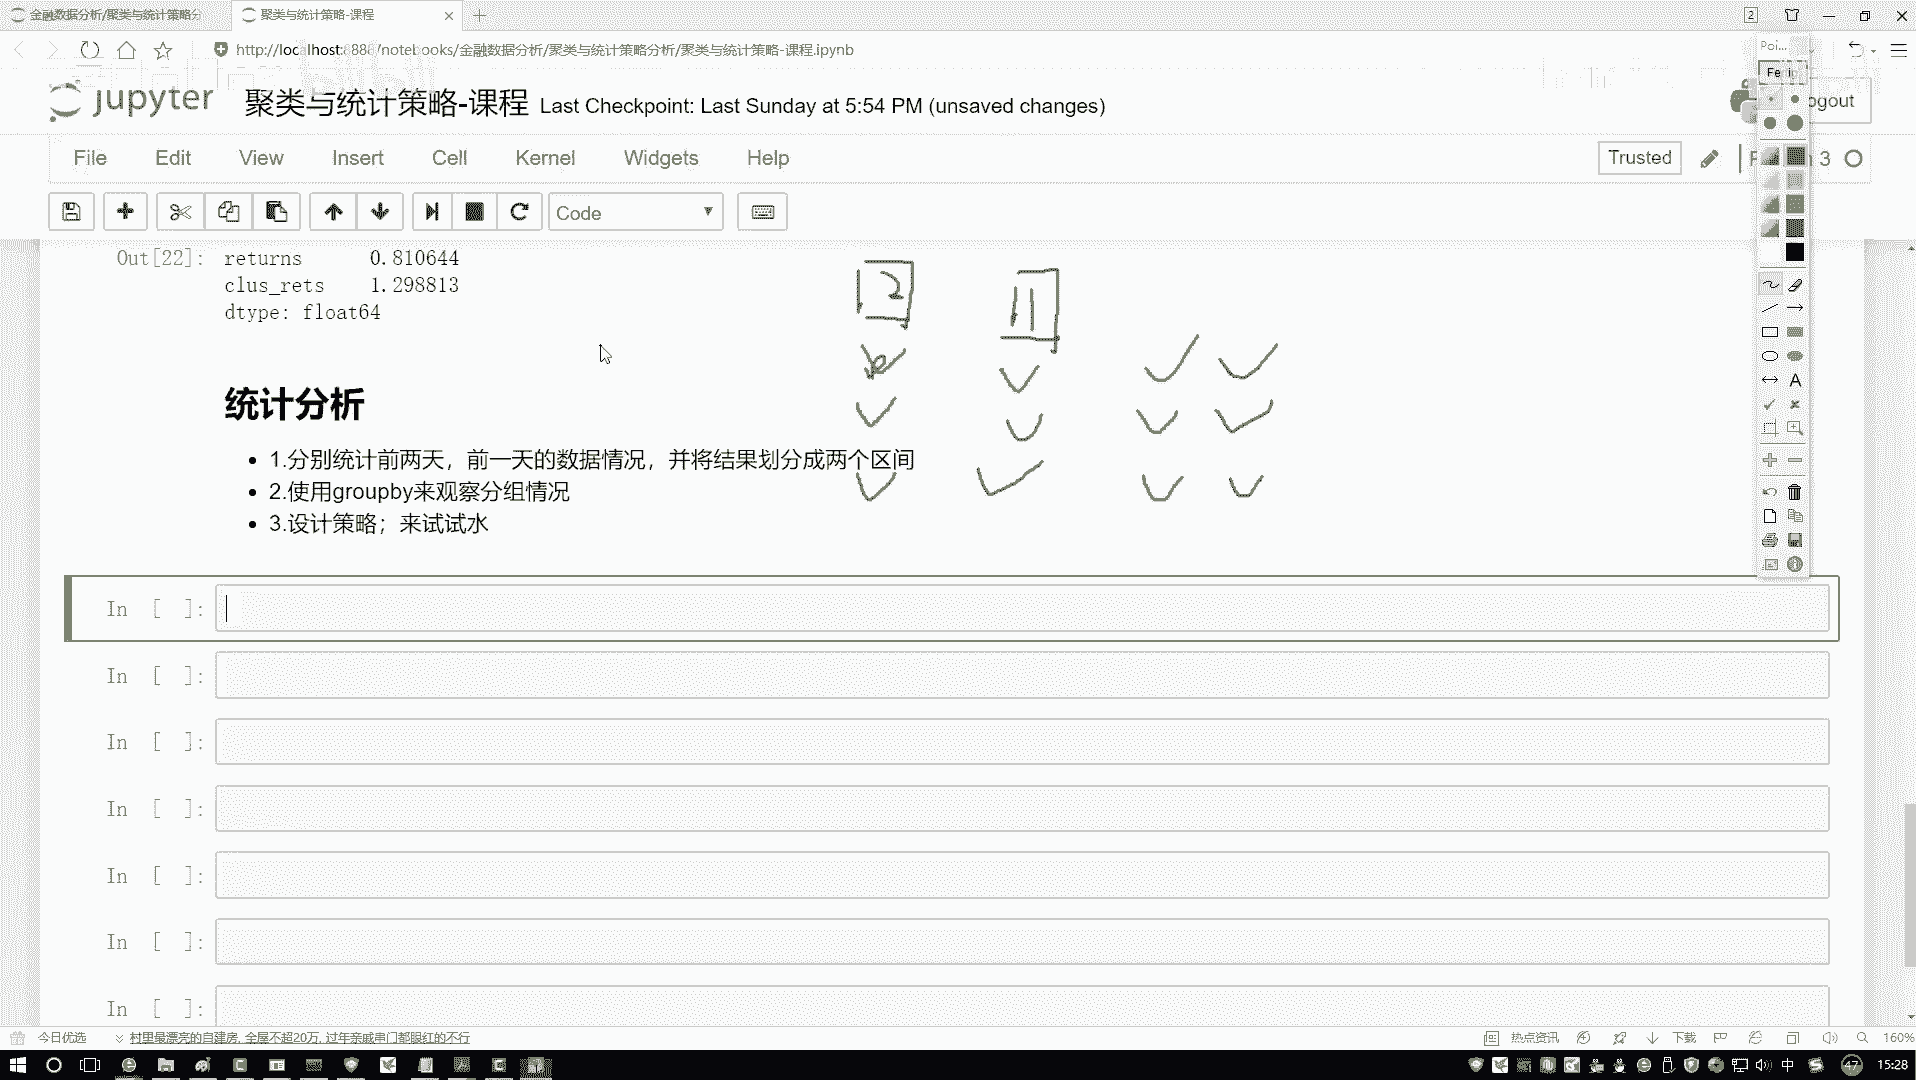 金融数据分析/聚类与统计策略分
聚类与统计策略-课程
2
http://localhost:8888/notebooks/金融数据分析/聚类与统计策略分析/聚类与统计策略-课程.ipynb
Poi...
jupyter 聚类与统计策略-课程 Last Checkpoint: Last Sunday at 5:54 PM (unsaved changes)
ogout
File Edit View Insert Cell Kernel Widgets Help
Trusted
3
Code
Out[22]: returns 0.810644
clus_rets 1.298813
dtype: float64
2
11
统计分析
1.分别统计前两天，前一天的数据情况，并将结果划分成两个区间
2.使用groupby来观察分组情况
3.设计策略；来试试水
A
In [ ]:
In [ ]:
In [ ]:
In [ ]:
In [ ]:
In [ ]:
In [ ]:
今日优选 村里最漂亮的自建房, 全屋不超20万, 过年亲戚串门都眼红的不行
热点资讯 下载 160%
中 47 15:28